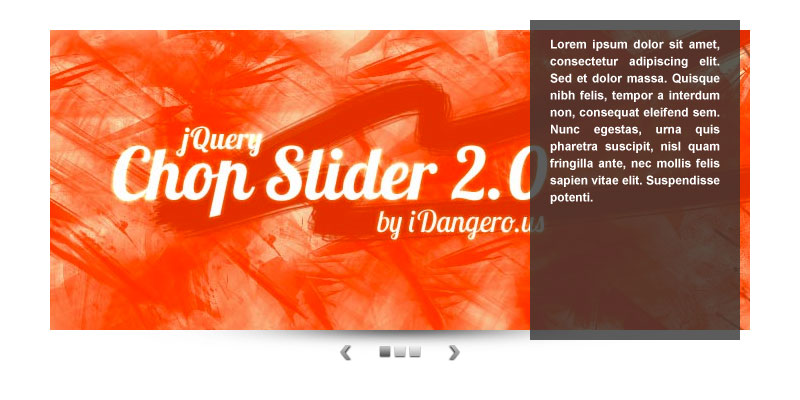 jQuery
Chop Slider 2.0
by iDangero.us
Lorem ipsum dolor sit amet,
consectetur adipiscing elit.
Sed et dolor massa. Quisque
nibh felis, tempor a interdum
non, consequat eleifend sem.
Nunc egestas, urna quis
pharetra suscipit, nisl quam
fringilla ante, nec mollis felis
sapien vitae elit. Suspendisse
potenti.